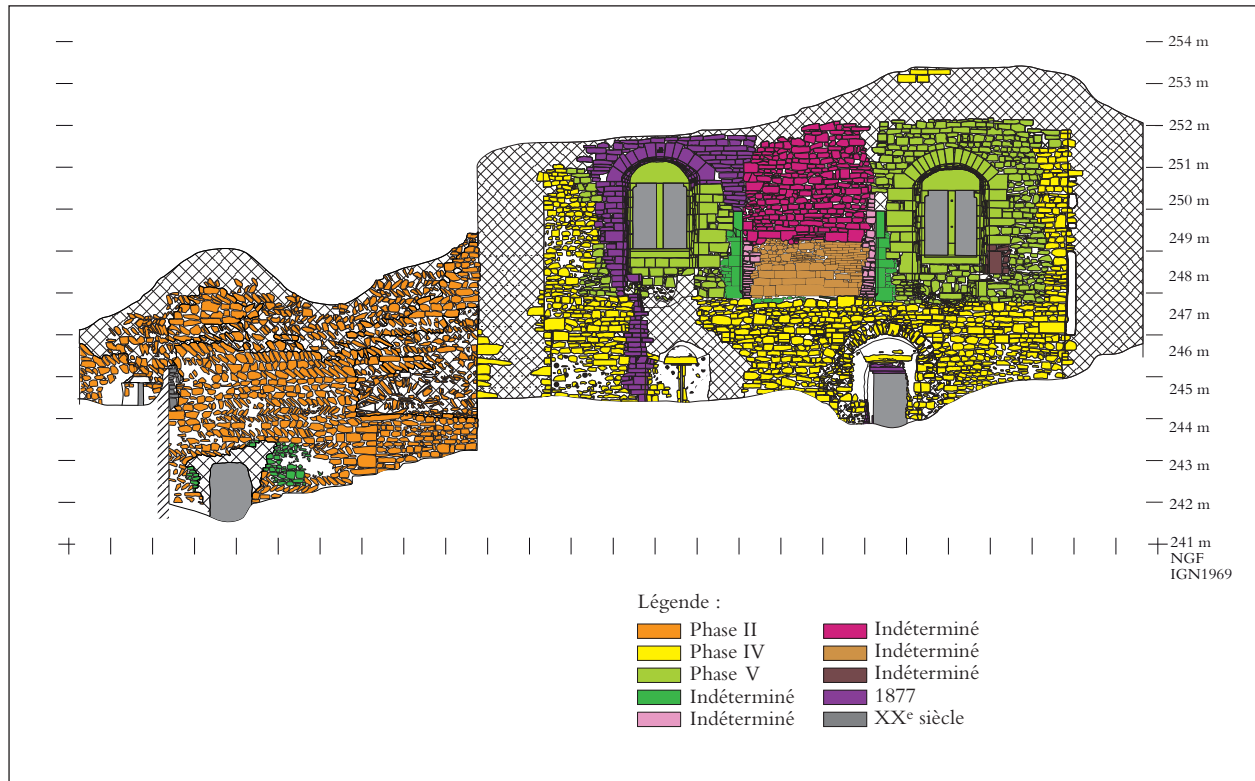 254 m
253 m
252 m
251 m
250 m
249 m
248 m
247 m
246 m
245 m
244 m
243 m
242 m
241 m
NGF
IGN1969
Légende :
Phase II
Phase IV
Phase V
Indéterminé
Indéterminé
Indéterminé
Indéterminé
Indéterminé
1877
XXe siècle